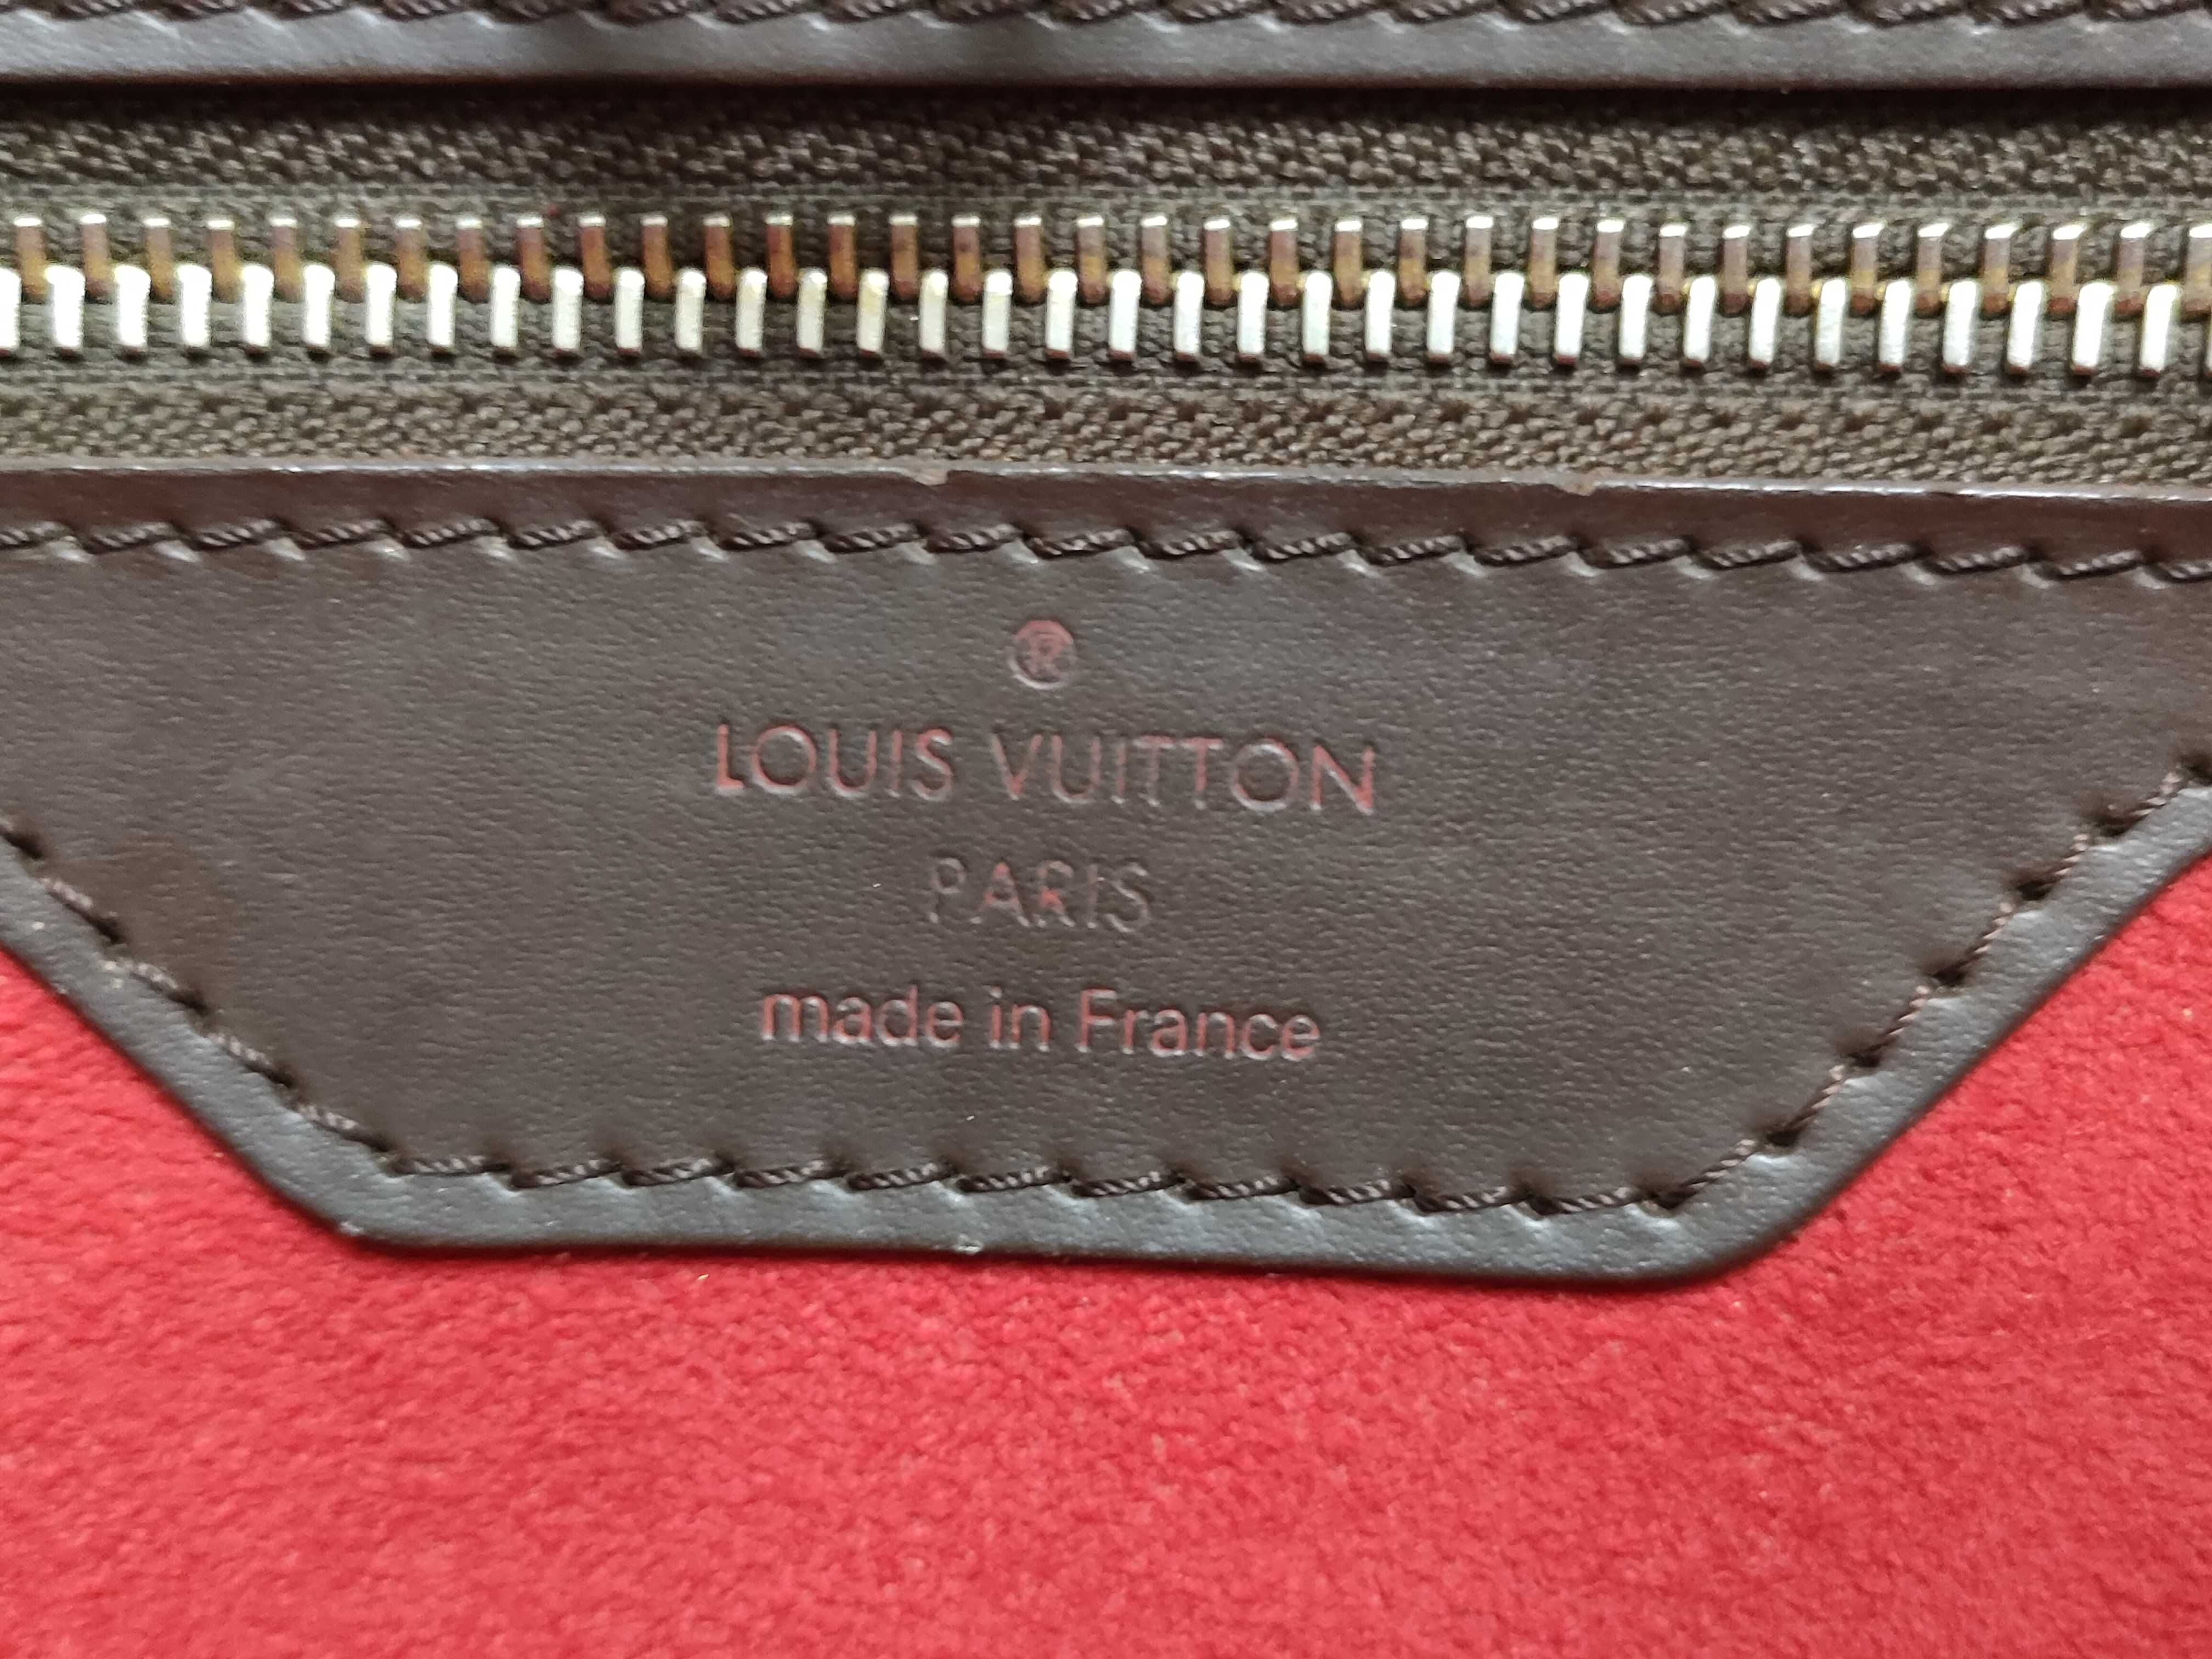 ®
LOUIS VUITTON
PARIS
made in France